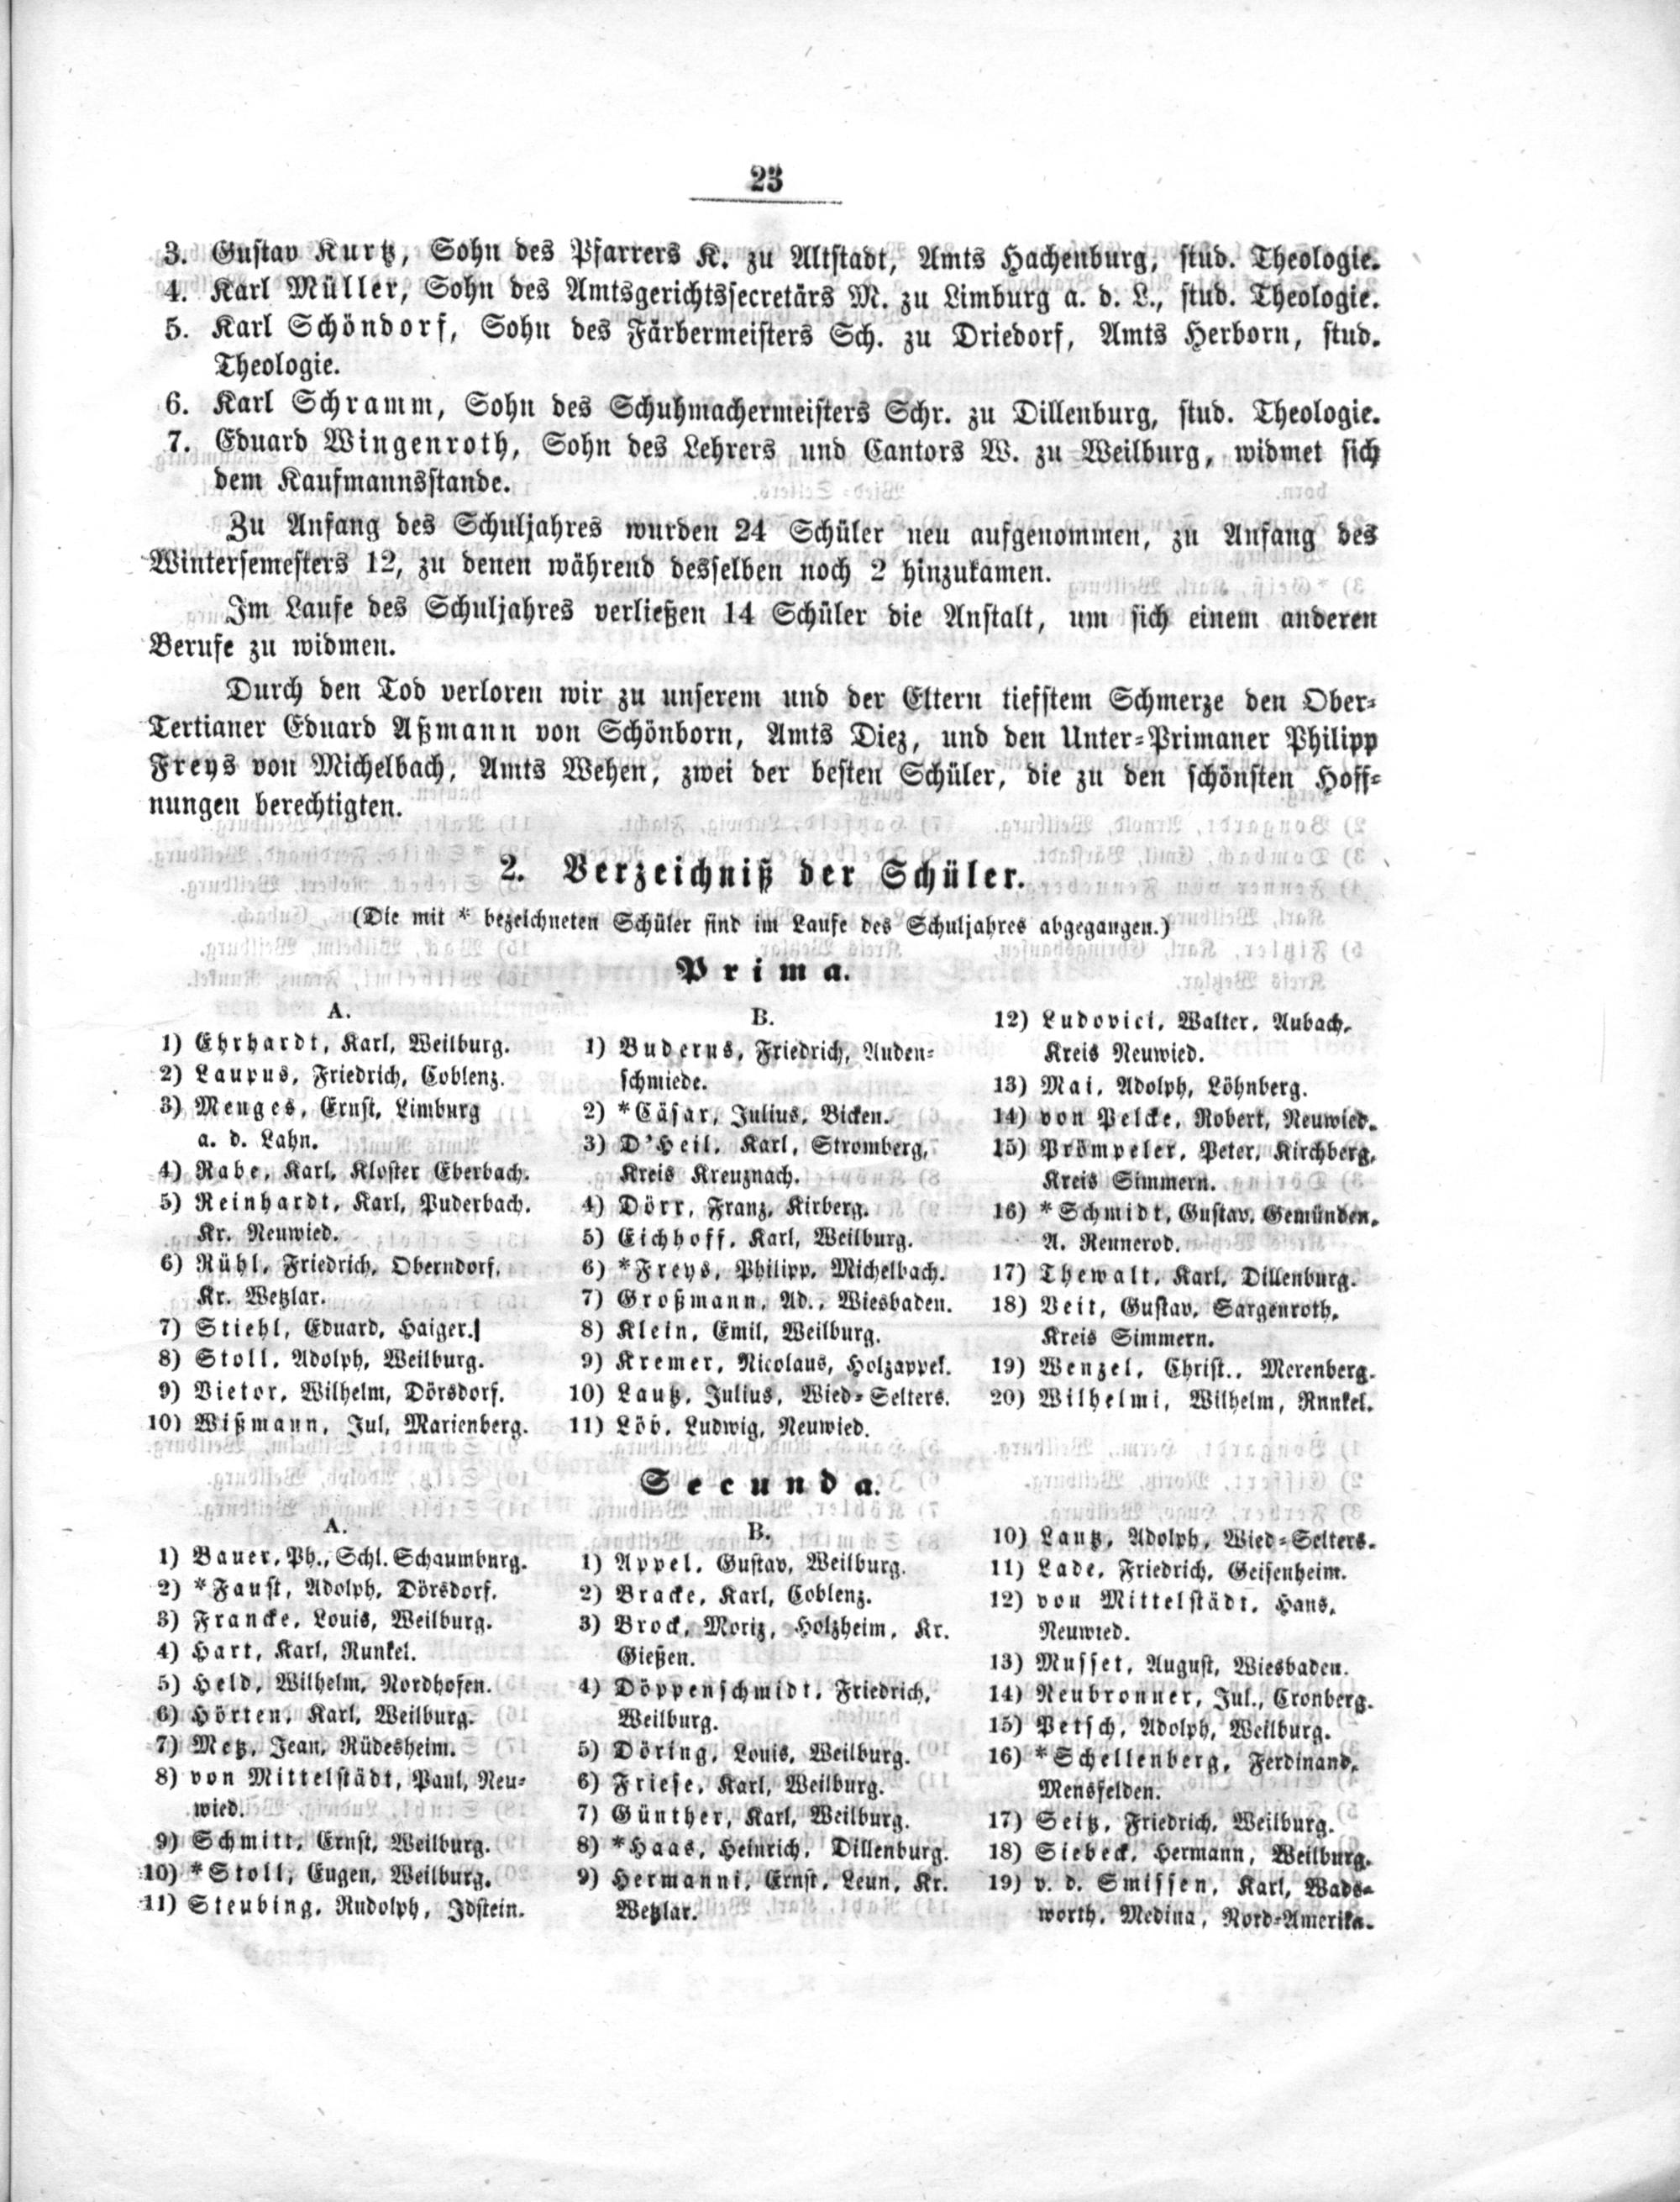 23
3. Gustav Kurtz, Sohn des Pfarrers K. zu Altstadt, Amts Hachenburg, stud. Theologie.
4. Karl Müller, Sohn des Amtsgerichtssecretärs M. zu Limburg a. d. L., stud. Theologie.
5. Karl Schöndorf, Sohn des Färbermeisters Sch. zu Driedorf, Amts Herborn, stud.
Theologie.
6. Karl Schramm, Sohn des Schuhmachermeisters Schr. zu Dillenburg, stud. Theologie.
7. Eduard Wingenroth, Sohn des Lehrers und Cantors W. zu Weilburg, widmet sich
dem Kaufmannsstande.
Zu Anfang des Schuljahres wurden 24 Schüler neu aufgenommen, zu Anfang des
Wintersemesters 12, zu denen während desselben noch 2 hinzukamen.
Im Laufe des Schuljahres verließen 14 Schüler die Anstalt, um sich einem anderen
Berufe zu widmen.
Durch den Tod verloren wir zu unserem und der Eltern tiefstem Schmerze den Ober-
Tertianer Eduard Aßmann von Schönborn, Amts Diez, und den Unter-Primaner Philipp
Freys von Michelbach, Amts Wehen, zwei der besten Schüler, die zu den schönsten Hoff-
nungen berechtigten.
2. Verzeichniß der Schüler.
(Die mit * bezeichneten Schüler sind im Laufe des Schuljahres abgegangen.)
Prima.
A.
1) Ehrhardt, Karl, Weilburg.
2) Laupus, Friedrich, Coblenz.
3) Menges, Ernst, Limburg
a. d. Lahn.
4) Rabe, Karl, Kloster Eberbach.
5) Reinhardt, Karl, Puderbach,
Kr. Neuwied.
6) Rühl, Friedrich, Oberndorf,
Kr. Wetzlar.
7) Stiehl, Eduard, Haiger.
8) Stoll, Adolph, Weilburg.
9) Vietor, Wilhelm, Dörsdorf.
10) Wißmann, Jul, Marienberg.
B.
1) Buderus, Friedrich, Auden-
schmiede.
2) *Cäsar, Julius, Bicken.
3) D'Heil, Karl, Stromberg,
Kreis Kreuznach.
4) Dörr, Franz, Kirberg.
5) Eichhoff, Karl, Weilburg.
6) *Freys, Philipp, Michelbach.
7) Großmann, Ad., Wiesbaden.
8) Klein, Emil, Weilburg.
9) Kremer, Nicolaus, Holzappel.
10) Lautz, Julius, Wied-Selters.
11) Löb, Ludwig, Neuwied.
12) Ludovici, Walter, Aubach,
Kreis Neuwied.
13) Mai, Adolph, Löhnberg.
14) von Pelcke, Robert, Neuwied.
15) Prömpeler, Peter, Kirchberg,
Kreis Simmern.
16) *Schmidt, Gustav, Gemünden,
A. Rennerod.
17) Thewalt, Karl, Dillenburg.
18) Veit, Gustav, Sargenroth,
Kreis Simmern.
19) Wenzel, Christ., Merenberg.
20) Wilhelmi, Wilhelm, Runkel.
Secunda.
A.
1) Bauer, Ph., Schl. Schaumburg.
2) *Faust, Adolph, Dörsdorf.
3) Francke, Louis, Weilburg.
4) Hart, Karl, Runkel.
5) Held, Wilhelm, Nordhofen.
6) Hörten, Karl, Weilburg.
7) Metz, Jean, Rüdesheim.
8) von Mittelstädt, Paul, Neu-
wied.
9) Schmitt, Ernst, Weilburg.
10) *Stoll, Eugen, Weilburg.
11) Steubing, Rudolph, Idstein.
B.
1) Appel, Gustav, Weilburg.
2) Bracke, Karl, Coblenz.
3) Brock, Moriz, Holzheim, Kr.
Gießen.
4) Döppenschmidt, Friedrich,
Weilburg.
5) Döring, Louis, Weilburg.
6) Friese, Karl, Weilburg.
7) Günther, Karl, Weilburg.
8) *Haas, Heinrich, Dillenburg.
9) Hermanni, Ernst, Leun, Kr.
Wetzlar.
10) Lautz, Adolph, Wied-Selters.
11) Lade, Friedrich, Geisenheim.
12) von Mittelstädt, Hans,
Neuwied.
13) Musset, August, Wiesbaden.
14) Neubronner, Jul., Cronberg.
15) Petsch, Adolph, Weilburg.
16) *Schellenberg, Ferdinand,
Mensfelden.
17) Seitz, Friedrich, Weilburg.
18) Siebeck, Hermann, Weilburg.
19) v. d. Smissen, Karl, Wads-
worth, Medina, Nord-Amerika.